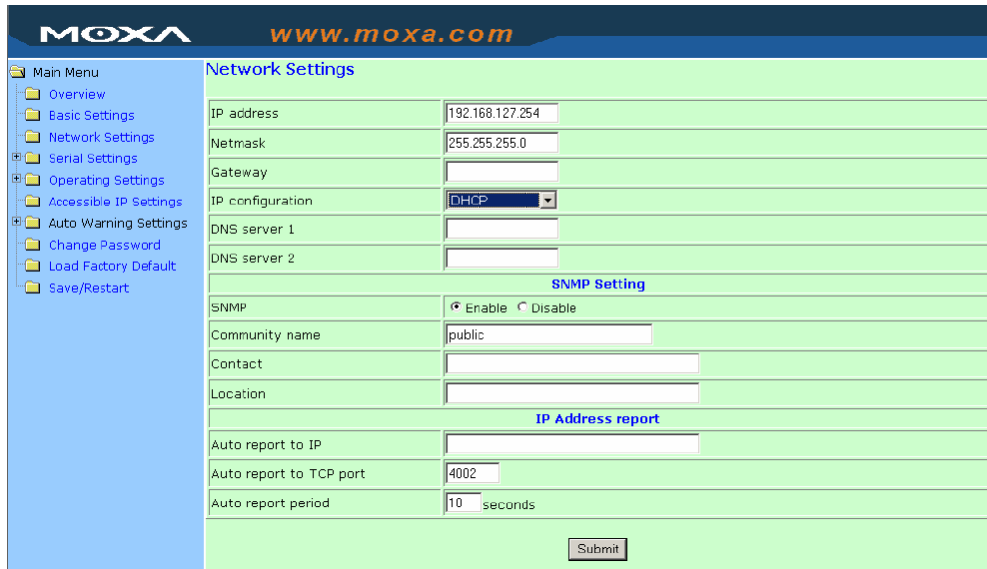 MOXA www.moxa.com
Main Menu
Overview
Basic Settings
Network Settings
Serial Settings
Operating Settings
Accessible IP Settings
Auto Warning Settings
Change Password
Load Factory Default
Save/Restart
Network Settings
IP address 192.168.127.254
Netmask 255.255.255.0
Gateway
IP configuration DHCP
DNS server 1
DNS server 2
SNMP Setting
SNMP Enable Disable
Community name public
Contact
Location
IP Address report
Auto report to IP
Auto report to TCP port 4002
Auto report period 10 seconds
Submit